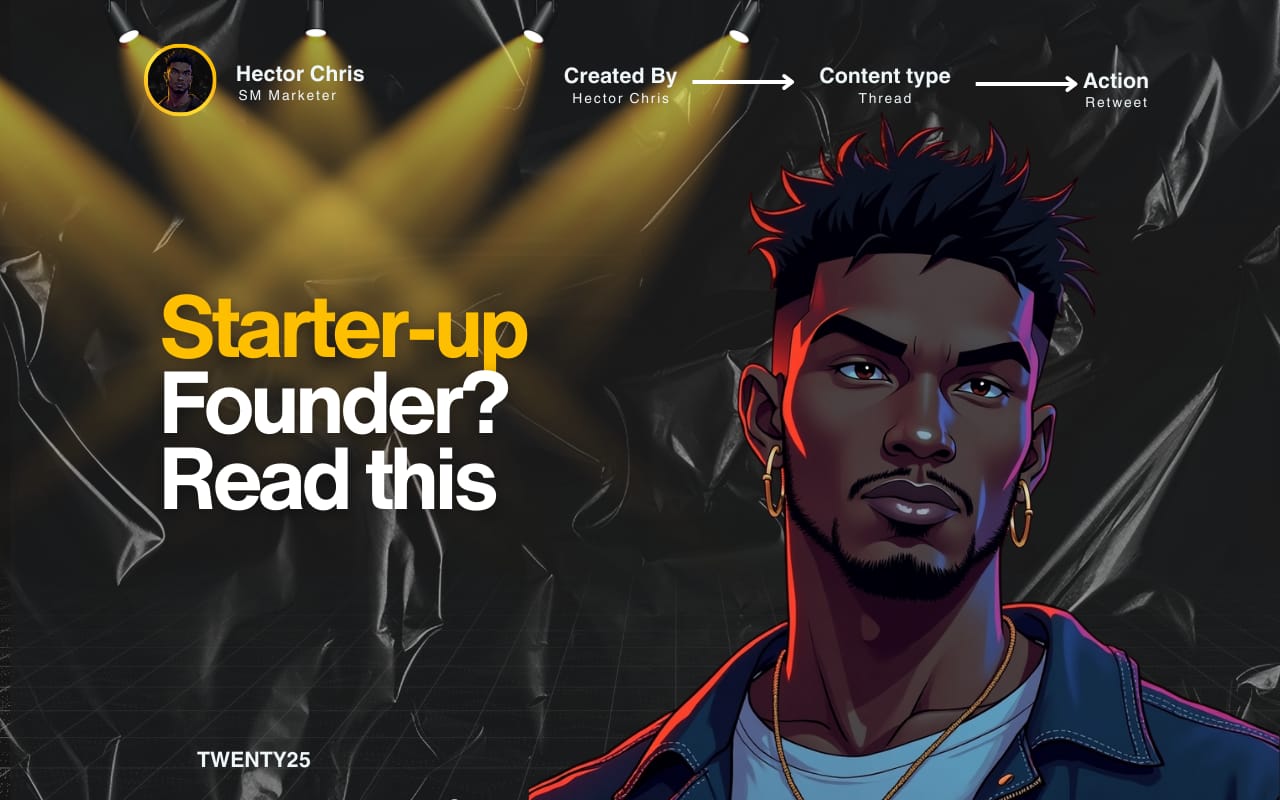 Hector Chris
SM Marketer
Created By
Hector Chris
Content type
Thread
Action
Retweet
Starter-up
Founder?
Read this
TWENTY25